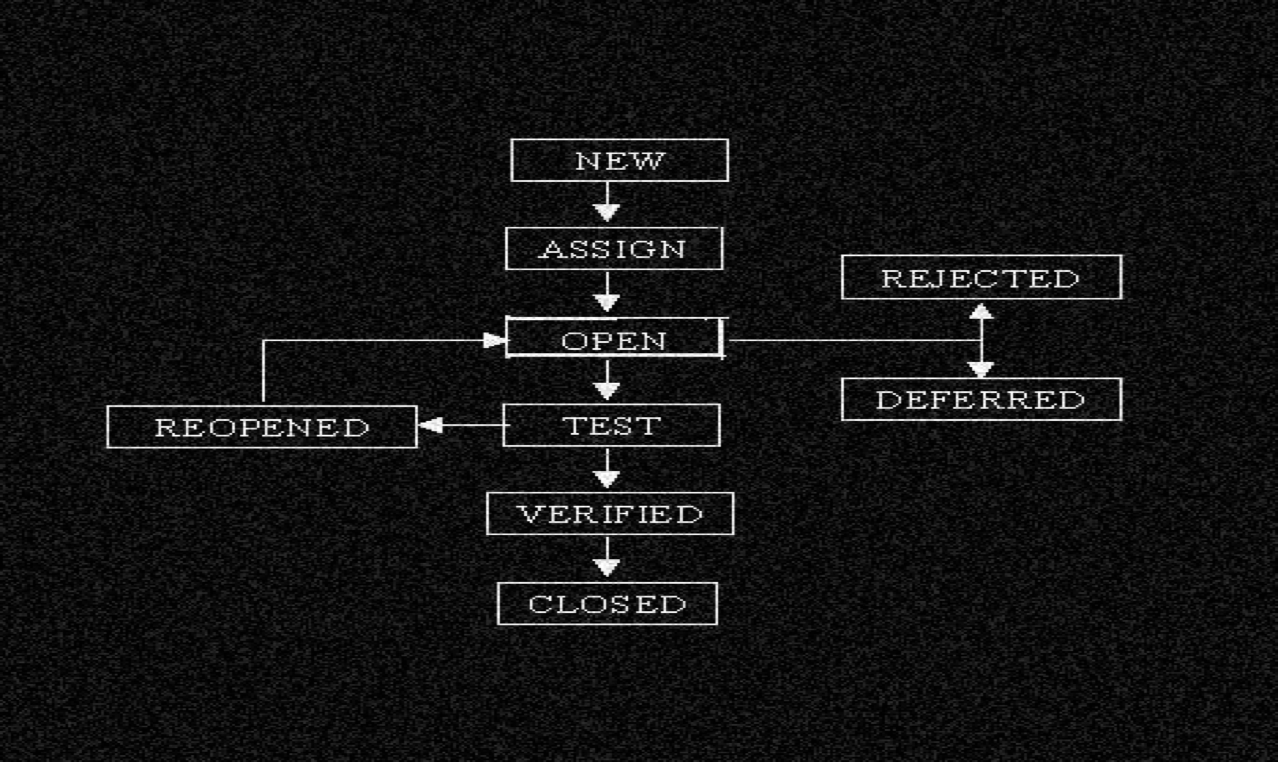 NEW
ASSIGN
REJECTED
OPEN
DEFERRED
REOPENED
TEST
VERIFIED
CLOSED